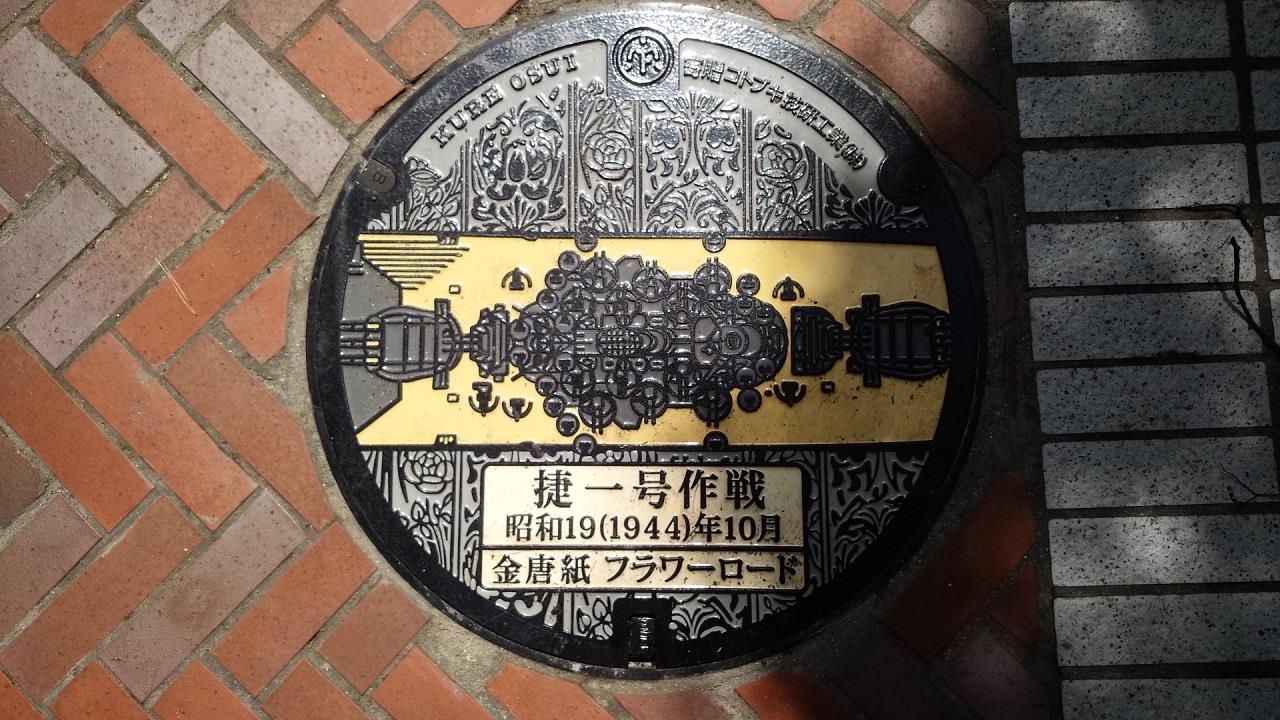 KURE OSUI
寄贈 コトブキ技研工業(株)
捷一号作戦
昭和19(1944)年10月
金唐紙 フラワーロード